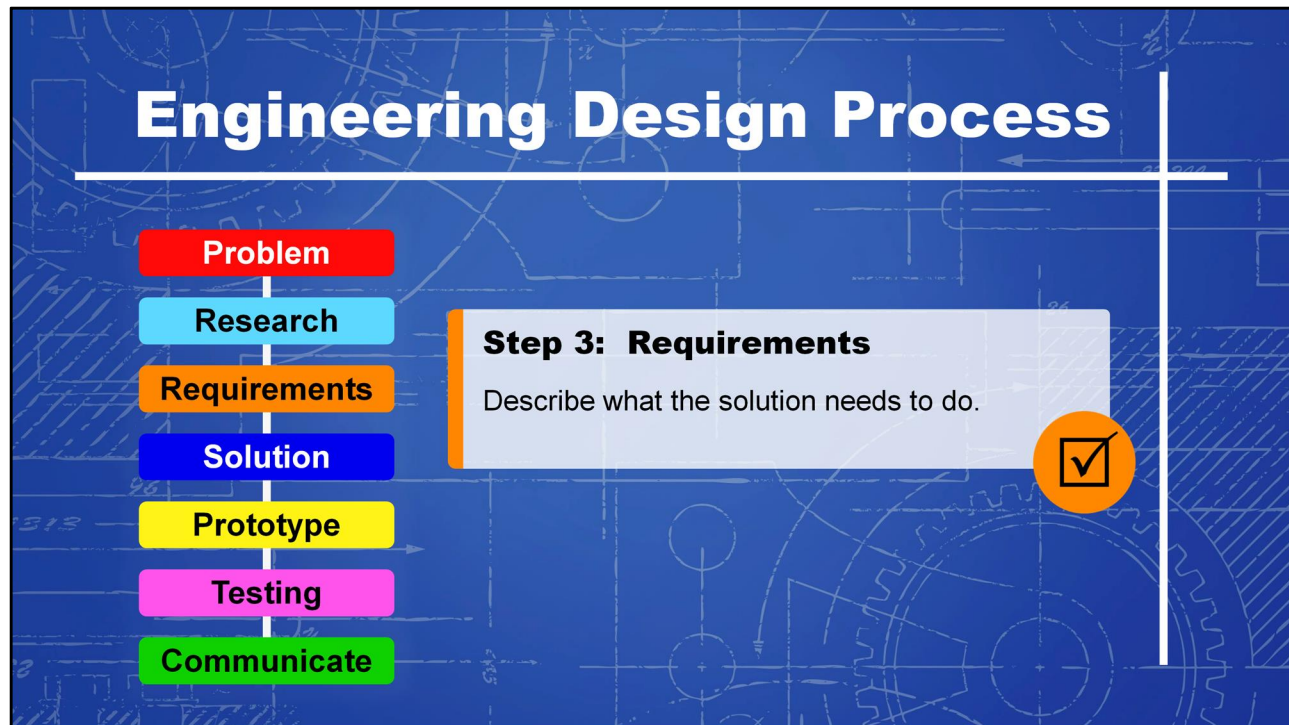 Engineering Design Process
Problem
Research
Requirements
Solution
Prototype
Testing
Communicate
Step 3:  Requirements
Describe what the solution needs to do.